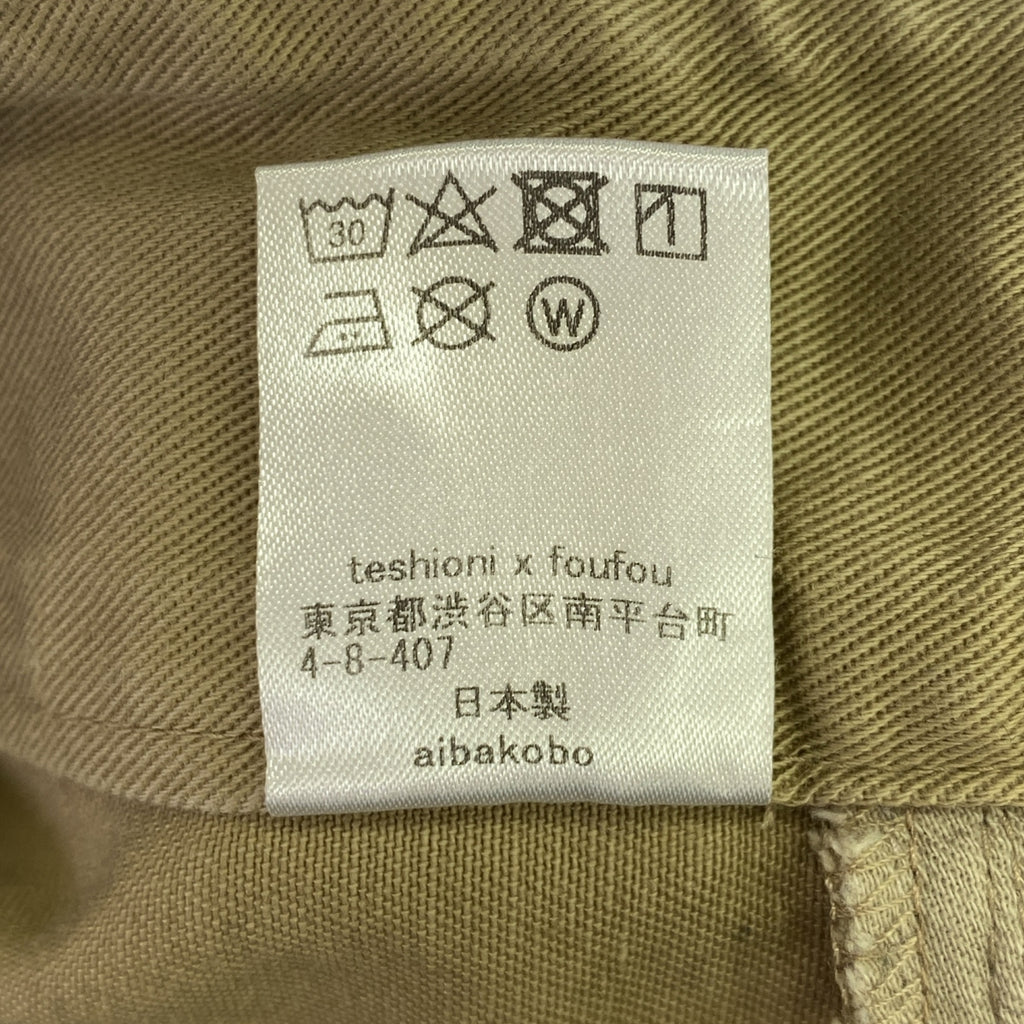 30
W
teshioni x foufou
東京都渋谷区南平台町
4-8-407
日本製
aibakobo